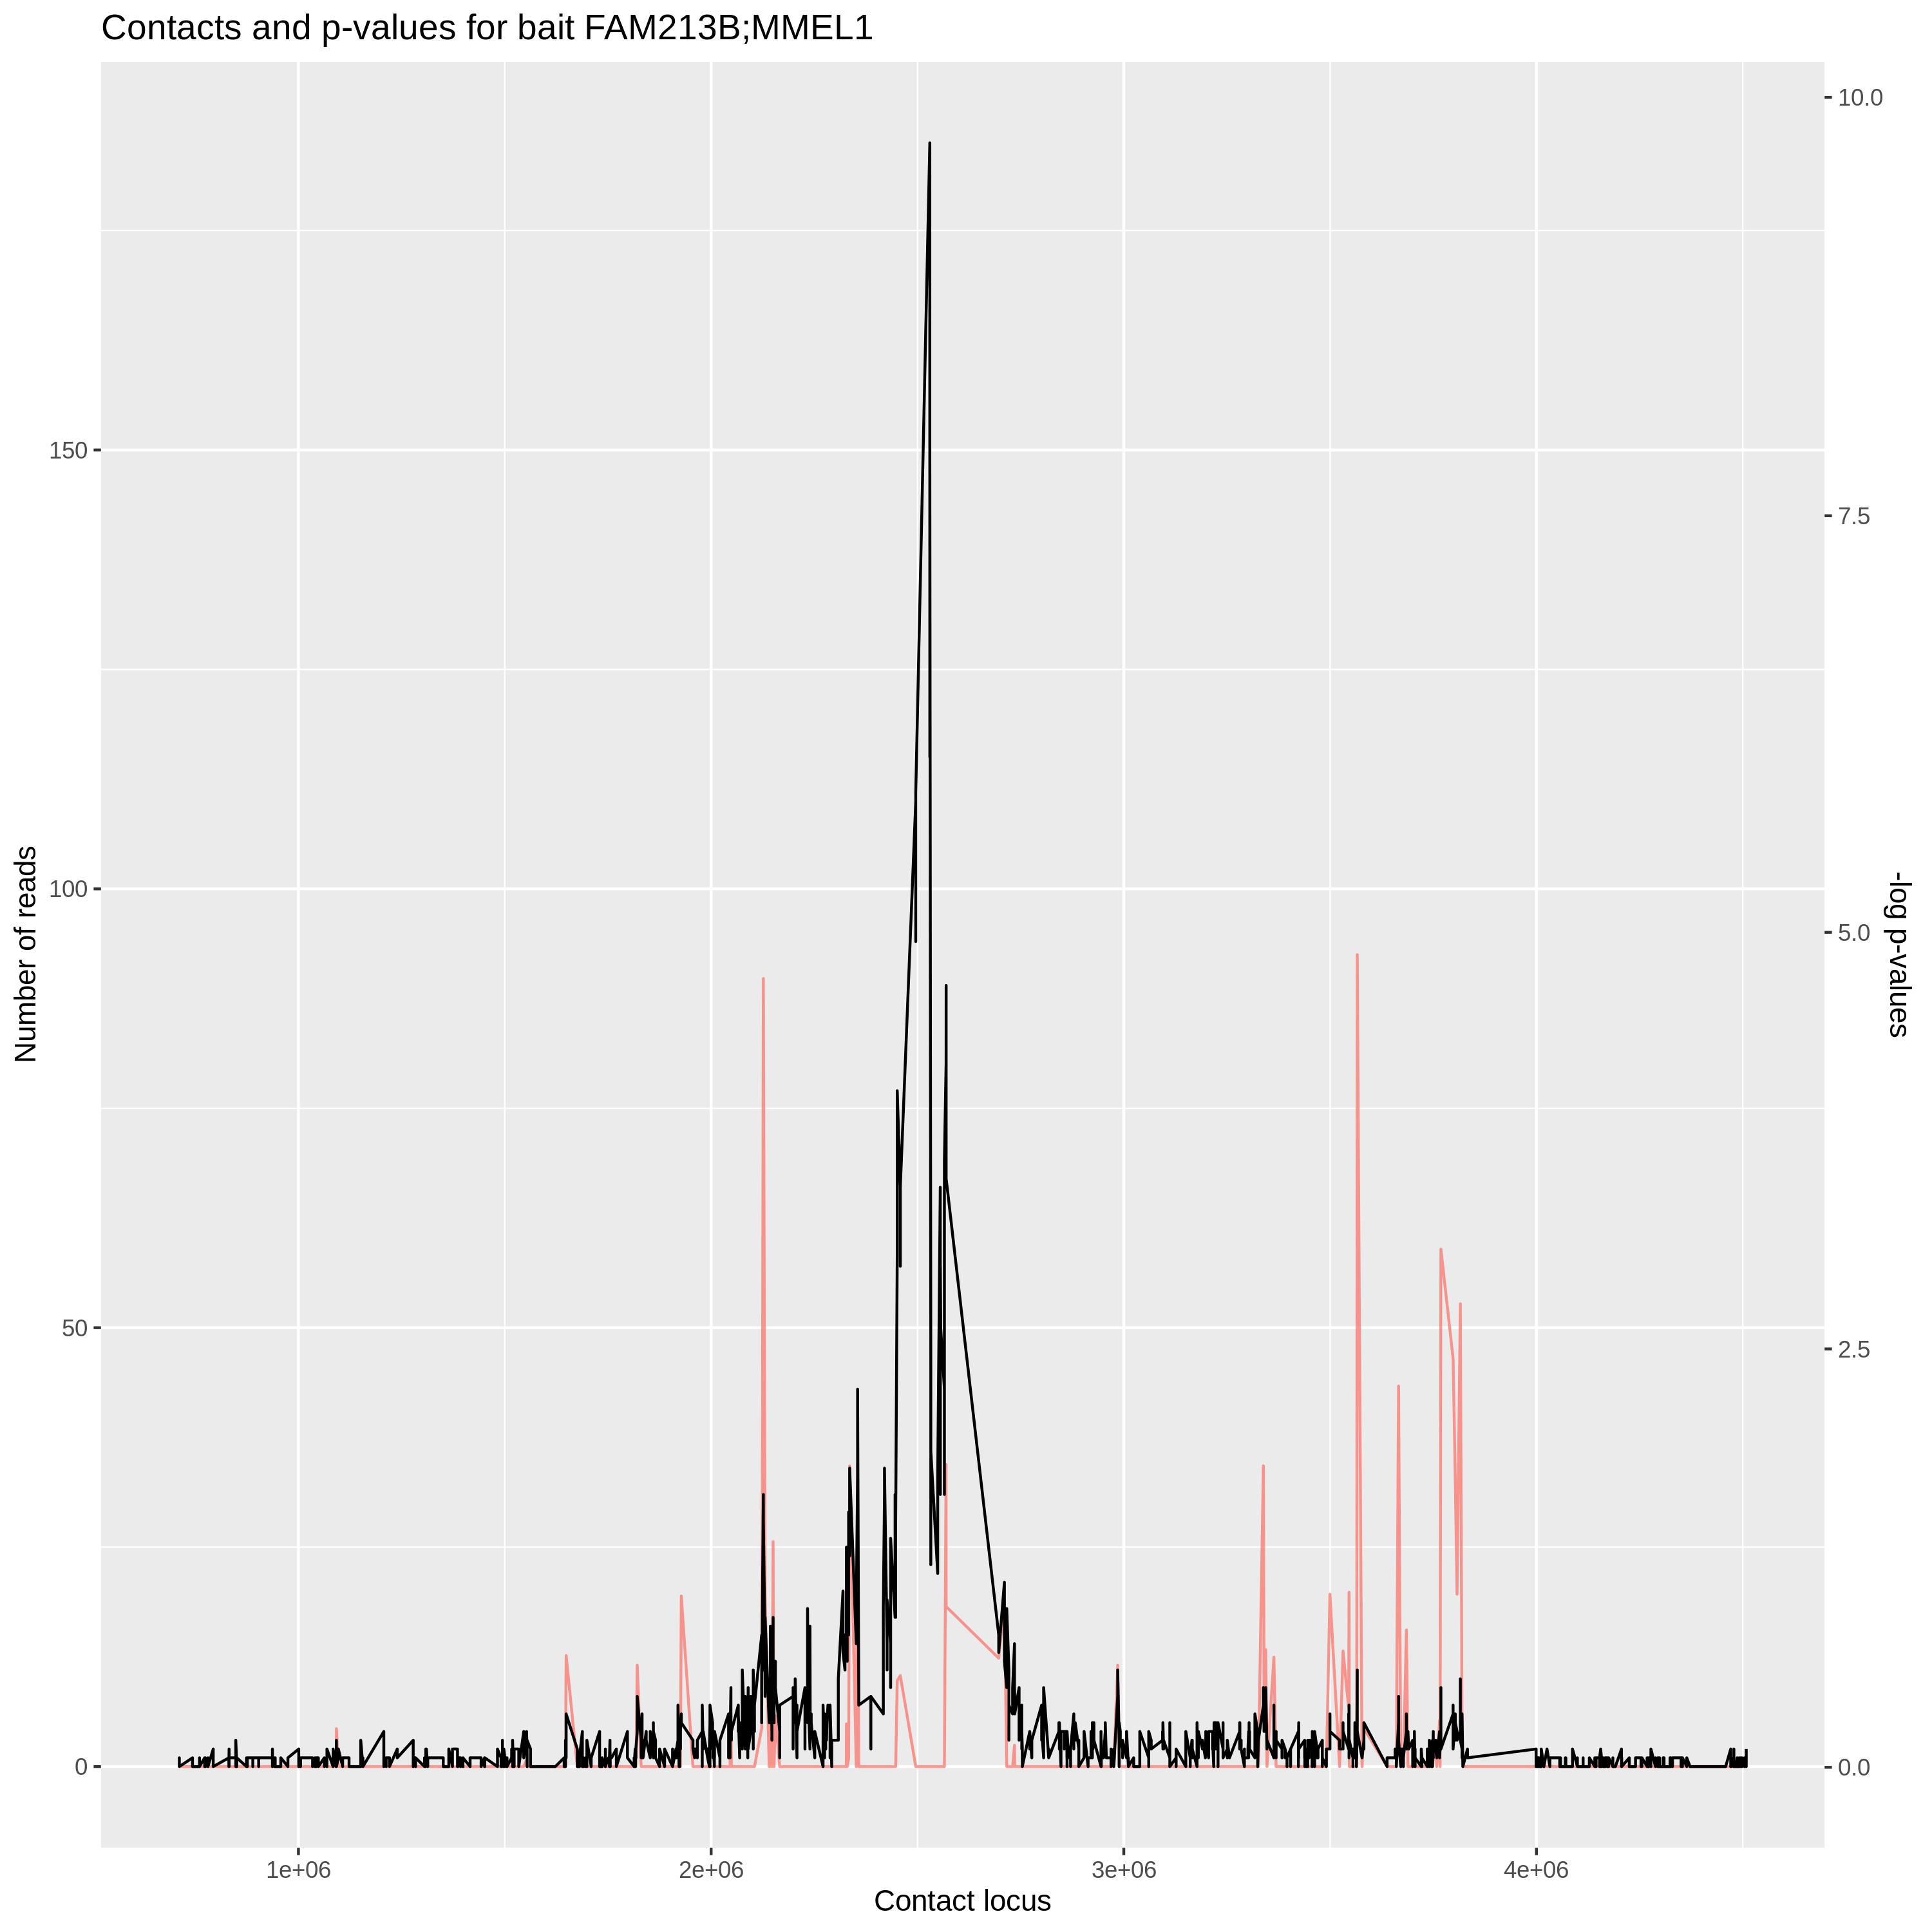 Contacts and p-values for bait FAM213B;MMEL1
Number of reads
150
100
50
0
10.0
7.5
5.0
2.5
0.0
-log p-values
1e+06 2e+06 3e+06 4e+06
Contact locus